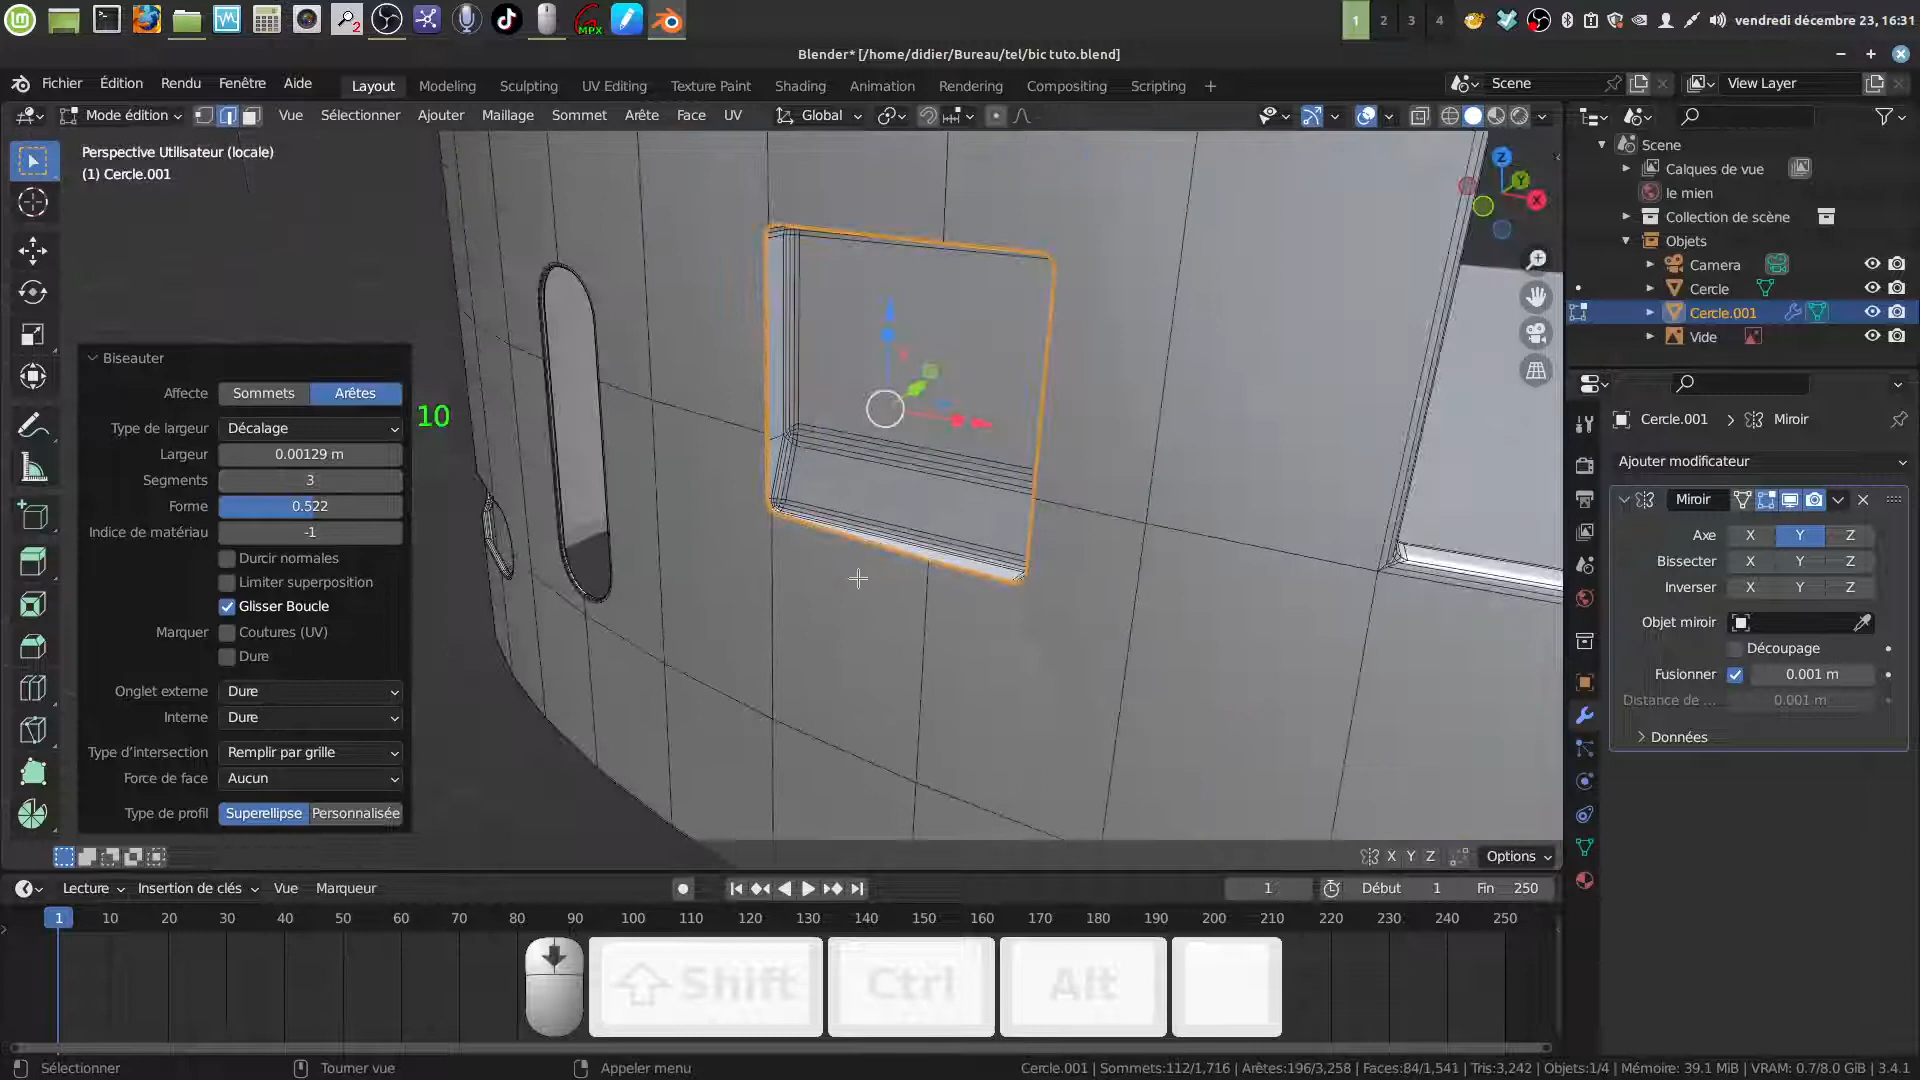 2
MPX
1 2 3 4
vendredi décembre 23, 16:31
Blender* [/home/didier/Bureau/tel/bic tuto.blend]
Fichier Édition Rendu Fenêtre Aide
Layout Modeling Sculpting UV Editing Texture Paint Shading Animation Rendering Compositing Scripting +
Scene
View Layer
Mode édition Vue Sélectionner Ajouter Maillage Sommet Arête Face UV
Global
Perspective Utilisateur (locale)
(1) Cercle.001
Z
Y
X
Scene
Calques de vue
le mien
Collection de scène
Objets
Camera
Cercle
Cercle.001
Vide
Biseauter
Affecte Sommets Arêtes
10
Type de largeur Décalage
Largeur 0.00129 m
Segments 3
Forme 0.522
Indice de matériau -1
Durcir normales
Limiter superposition
Glisser Boucle
Marquer Coutures (UV)
Dure
Onglet externe Dure
Interne Dure
Type d'intersection Remplir par grille
Force de face Aucun
Type de profil Superellipse Personnalisée
Cercle.001 > Miroir
Ajouter modificateur
Miroir
Axe X Y Z
Bissecter X Y Z
Inverser X Y Z
Objet miroir
Découpage
Fusionner 0.001 m
Distance de ... 0.001 m
Données
X Y Z Options
Lecture Insertion de clés Vue Marqueur
1 Début 1 Fin 250
1 10 20 30 40 50 60 70 80 90 100 110 120 130 140 150 160 170 180 190 200 210 220 230 240 250
Shift Ctrl Alt
Sélectionner Tourner vue Appeler menu
Cercle.001 | Sommets:112/1,716 | Arêtes:196/3,258 | Faces:84/1,541 | Tris:3,242 | Objets:1/4 | Mémoire: 39.1 MiB | VRAM: 0.7/8.0 GiB | 3.4.1